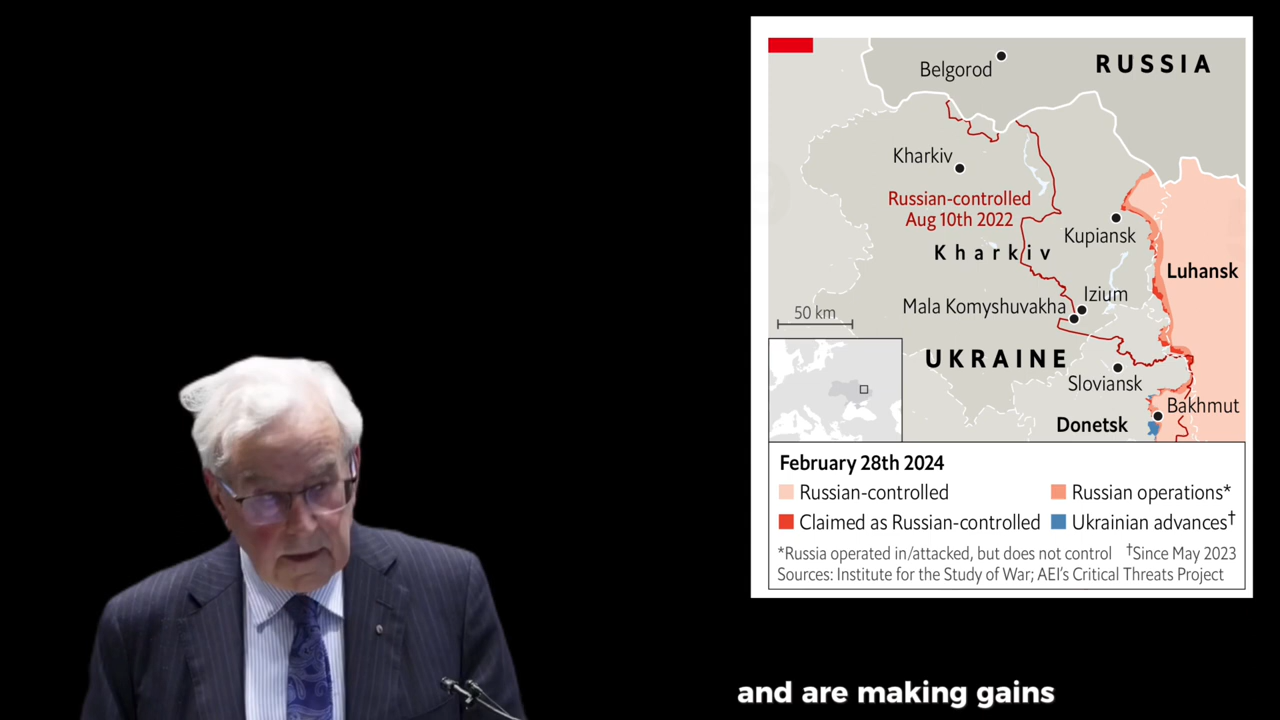 Belgorod
RUSSIA
Kharkiv
Russian-controlled
Aug 10th 2022
Kupiansk
Kharkiv
Luhansk
Izium
Mala Komyshuvakha
50 km
UKRAINE
Sloviansk
Bakhmut
Donetsk
February 28th 2024
Russian-controlled
Russian operations*
Claimed as Russian-controlled
Ukrainian advances†
*Russia operated in/attacked, but does not control †Since May 2023
Sources: Institute for the Study of War; AEI's Critical Threats Project
and are making gains